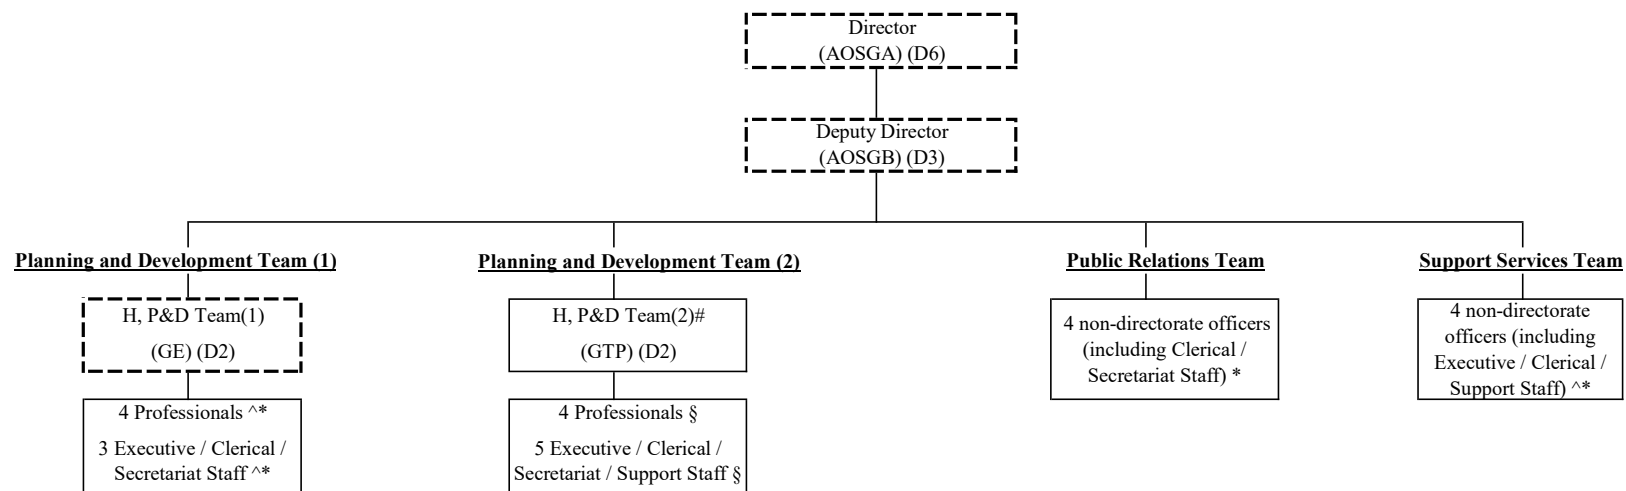 Director
(AOSGA) (D6)
Deputy Director
(AOSGB) (D3)
Planning and Development Team (1)
H, P&D Team(1)
(GE) (D2)
4 Professionals ^*
3 Executive / Clerical /
Secretariat Staff ^*
Planning and Development Team (2)
H, P&D Team(2)#
(GTP) (D2)
4 Professionals §
5 Executive / Clerical /
Secretariat / Support Staff §
Public Relations Team
4 non-directorate officers
(including Clerical /
Secretariat Staff) *
Support Services Team
4 non-directorate
officers (including
Executive / Clerical /
Support Staff) ^*